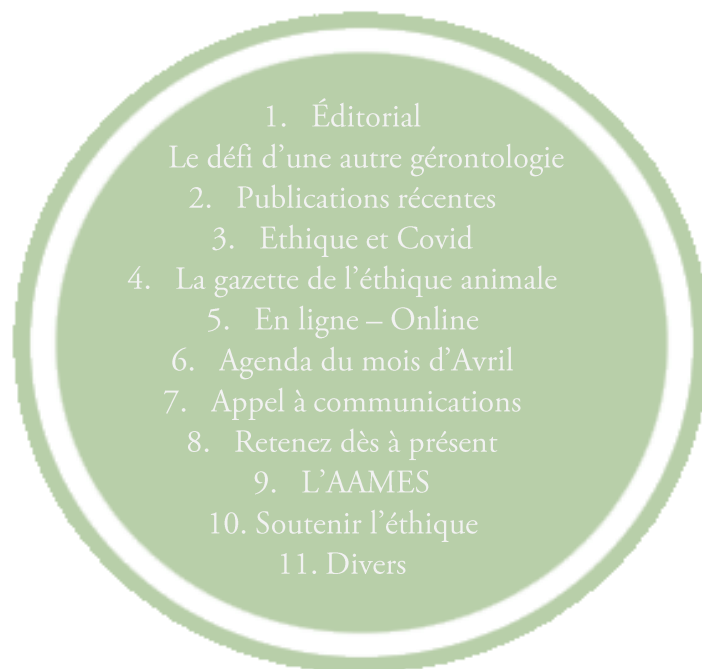 1. Éditorial
Le défi d’une autre gérontologie
2. Publications récentes
3. Ethique et Covid
4. La gazette de l’éthique animale
5. En ligne – Online
6. Agenda du mois d’Avril
7. Appel à communications
8. Retenez dès à présent
9. L’AAMES
10. Soutenir l’éthique
11. Divers